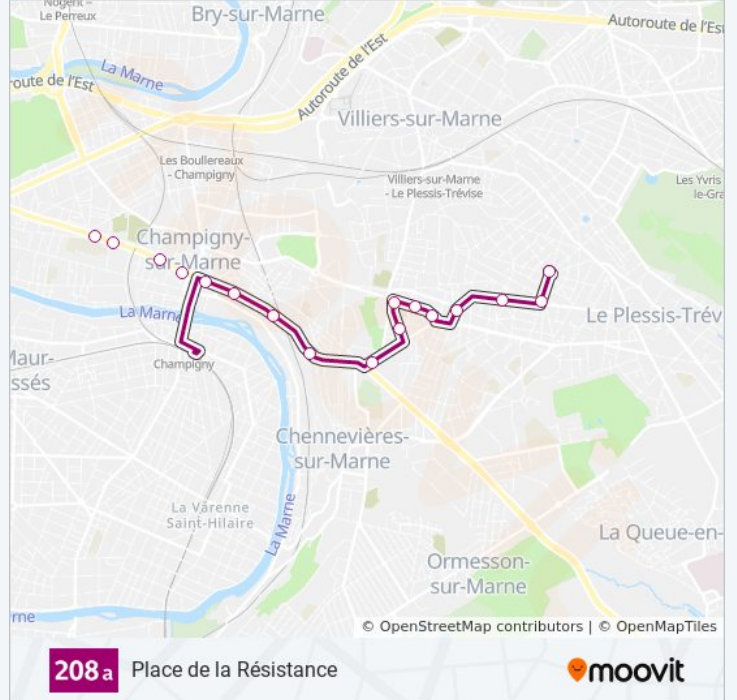 Nogent –
Le Perreux
Bry-sur-Marne
Autoroute de l'Est
La Marne
route de l'Est
Autoroute de l'Est
Villiers-sur-Marne
Les Boullereaux
- Champigny
Villiers-sur-Marne
- Le Plessis-Trévise
Les Yvris
le-Gra
Champigny-
sur-Marne
La Marne
Le Plessis-Trév
Maur-
ssés
Champigny
Chennevières-
sur-Marne
La Varenne
Saint-Hilaire
La Marne
La Queue-en-
Ormesson-
sur-Marne
rne
© OpenStreetMap contributors | © OpenMapTiles
208a Place de la Résistance
moovit